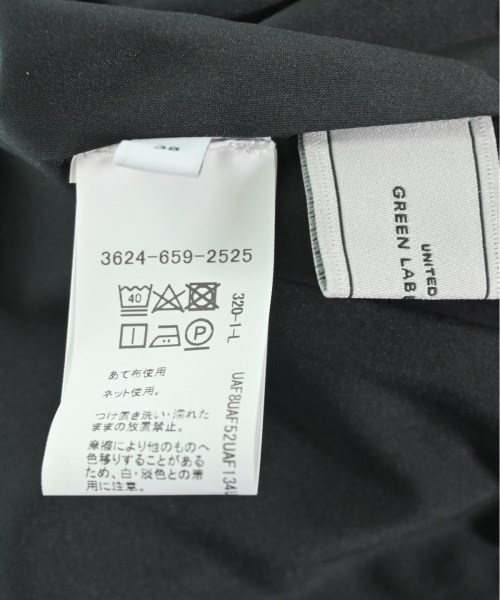 38
3624-659-2525
40
P
320-1-L
UAF8UAF52UAF134
あて布使用
ネット使用。
つけ置き洗い・濡れた
ままの放置禁止。
摩擦により他のものへ
色移りすることがある
ため、白・淡色との着
用に注意。
UNITED
GREEN LABE